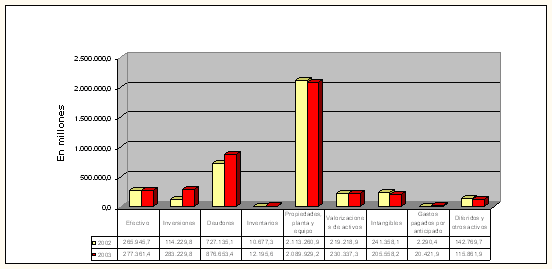 En millones
2.500.000,0
2.000.000,0
1.500.000,0
1.000.000,0
500.000,0
0,0
Efectivo Inversiones Deudores Inventarios Propiedades, planta y equipo Valorizaciones de activos Intangibles Gastos pagados por anticipado Diferidos y otros activos
2002 265.945,7 114.229,8 727.135,1 10.677,3 2.113.260,9 219.218,9 241.358,1 2.290,4 142.769,7
2003 277.361,4 283.229,8 876.653,4 12.195,6 2.089.929,2 230.337,3 205.558,2 20.421,9 115.861,9